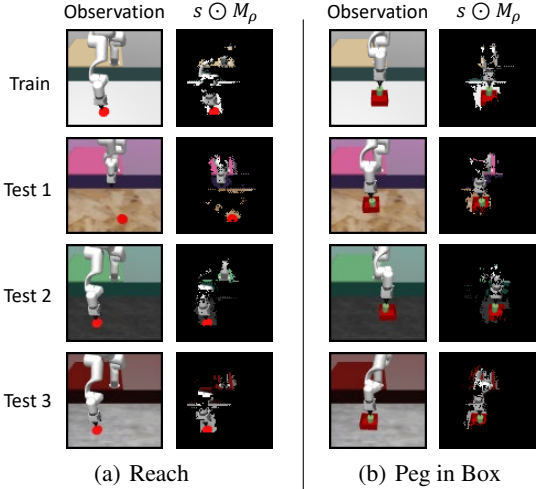 Observation s ⊙ M_ρ Observation s ⊙ M_ρ
Train
Test 1
Test 2
Test 3
(a) Reach (b) Peg in Box